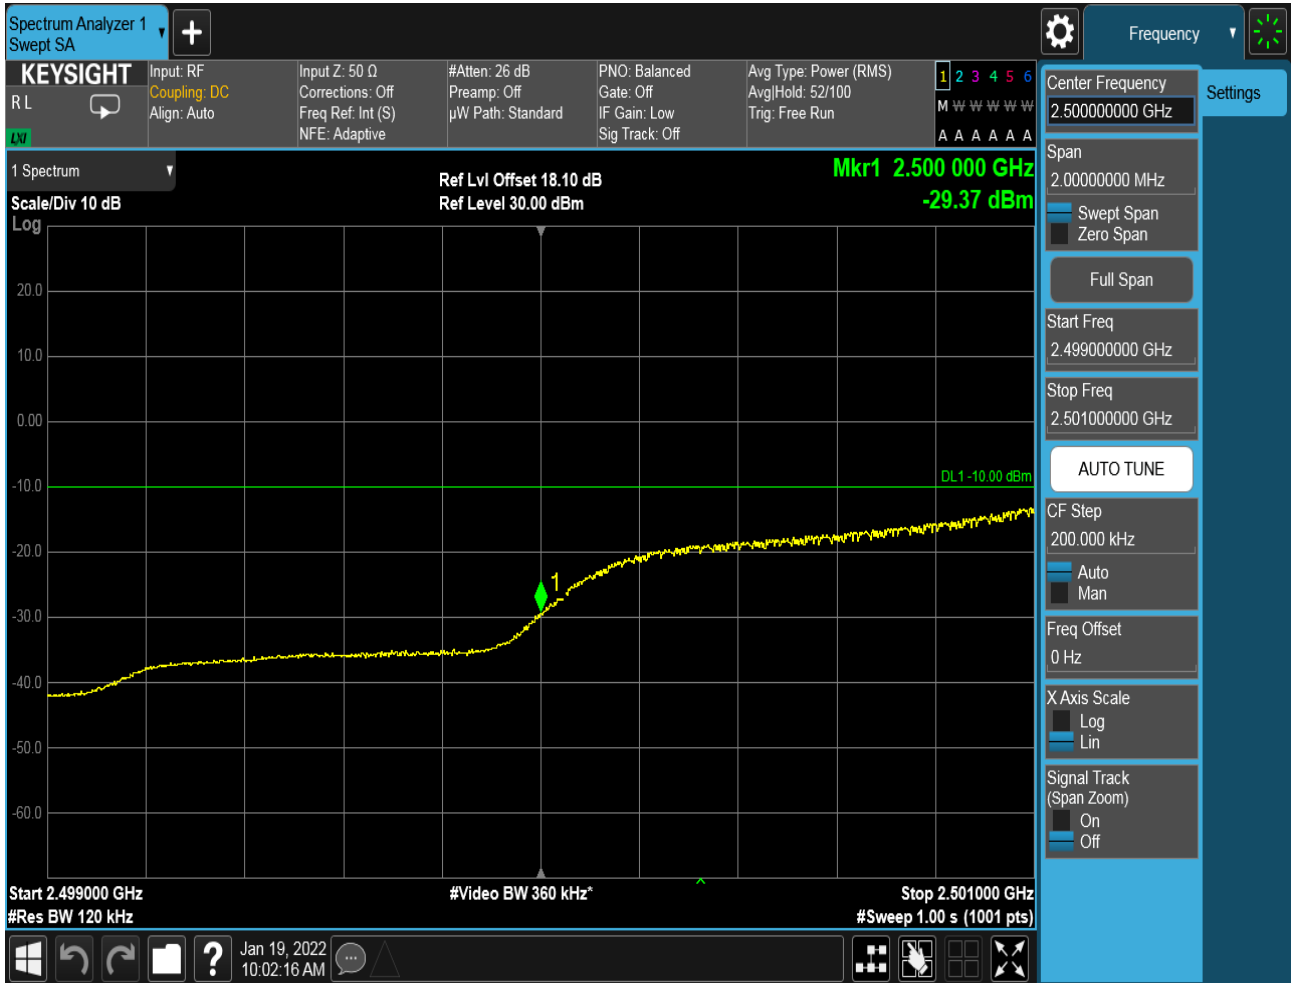 Spectrum Analyzer 1
Swept SA
Frequency
KEYSIGHT
R L
LXI
Input: RF
Coupling: DC
Align: Auto
Input Z: 50 Ω
Corrections: Off
Freq Ref: Int (S)
NFE: Adaptive
#Atten: 26 dB
Preamp: Off
µW Path: Standard
PNO: Balanced
Gate: Off
IF Gain: Low
Sig Track: Off
Avg Type: Power (RMS)
Avg|Hold: 52/100
Trig: Free Run
1 2 3 4 5 6
M W W W W W
A A A A A A
1 Spectrum
Scale/Div 10 dB
Log
Ref Lvl Offset 18.10 dB
Ref Level 30.00 dBm
Mkr1 2.500 000 GHz
-29.37 dBm
20.0
10.0
0.00
-10.0
-20.0
-30.0
-40.0
-50.0
-60.0
DL1 -10.00 dBm
1
Start 2.499000 GHz
#Res BW 120 kHz
#Video BW 360 kHz*
Stop 2.501000 GHz
#Sweep 1.00 s (1001 pts)
Jan 19, 2022
10:02:16 AM
?
Center Frequency
2.500000000 GHz
Settings
Span
2.00000000 MHz
Swept Span
Zero Span
Full Span
Start Freq
2.499000000 GHz
Stop Freq
2.501000000 GHz
AUTO TUNE
CF Step
200.000 kHz
Auto
Man
Freq Offset
0 Hz
X Axis Scale
Log
Lin
Signal Track
(Span Zoom)
On
Off